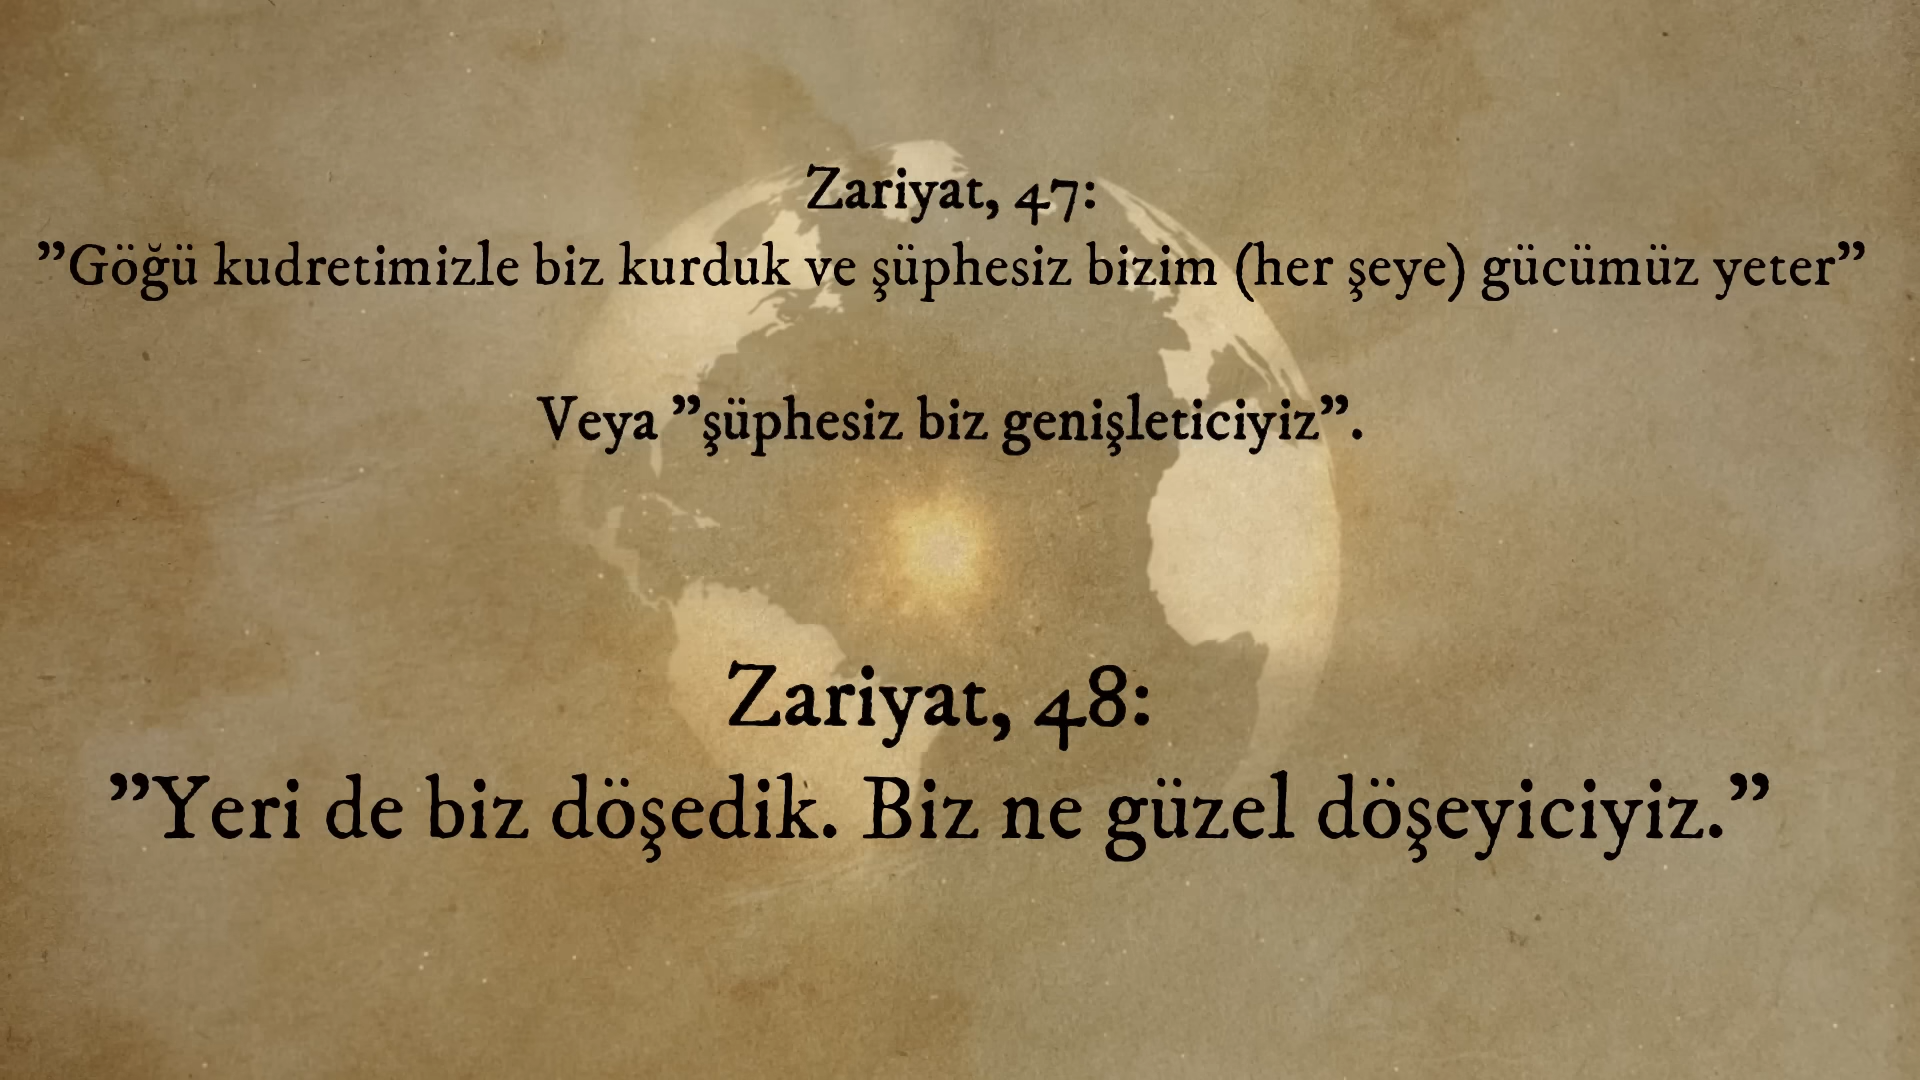 Zariyat, 47:
”Göğü kudretimizle biz kurduk ve şüphesiz bizim (her şeye) gücümüz yeter”
Veya ”şüphesiz biz genişleticiyiz”.
Zariyat, 48:
”Yeri de biz döşedik. Biz ne güzel döşeyiciyiz.”